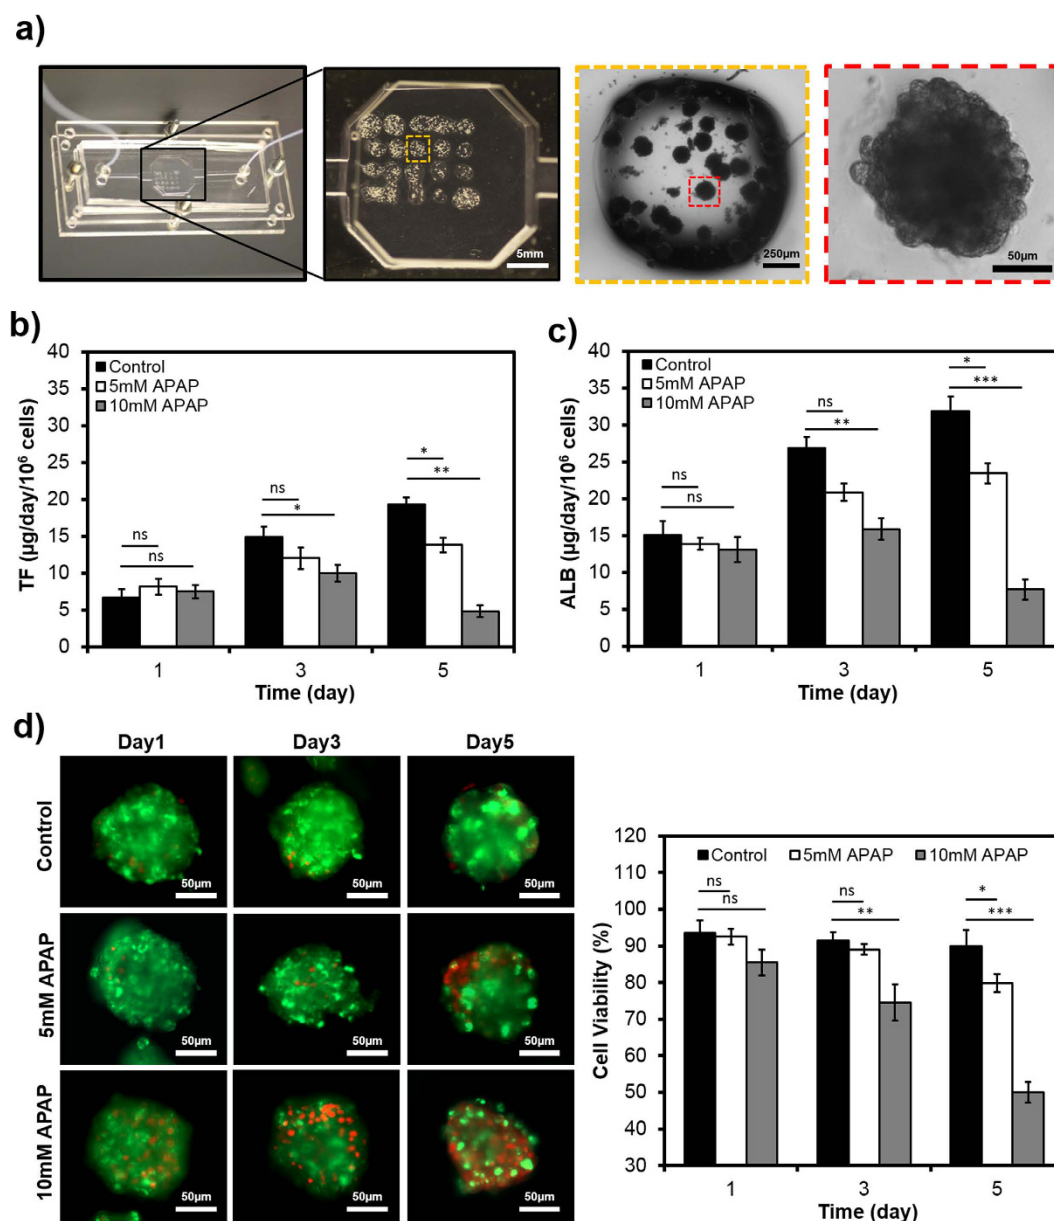 a)
5mm
250µm
50µm
b)
40
35
30
25
20
15
10
5
0
TF (µg/day/10⁶ cells)
Control
5mM APAP
10mM APAP
ns
ns
ns
*
*
**
1 3 5
Time (day)
c)
40
35
30
25
20
15
10
5
0
ALB (µg/day/10⁶ cells)
Control
5mM APAP
10mM APAP
ns
ns
ns
**
*
***
1 3 5
Time (day)
d)
Day1 Day3 Day5
Control
50µm 50µm 50µm
5mM APAP
50µm 50µm 50µm
10mM APAP
50µm 50µm 50µm
120
110
100
90
80
70
60
50
40
30
Cell Viability (%)
Control 5mM APAP 10mM APAP
ns
ns
ns
**
*
***
1 3 5
Time (day)